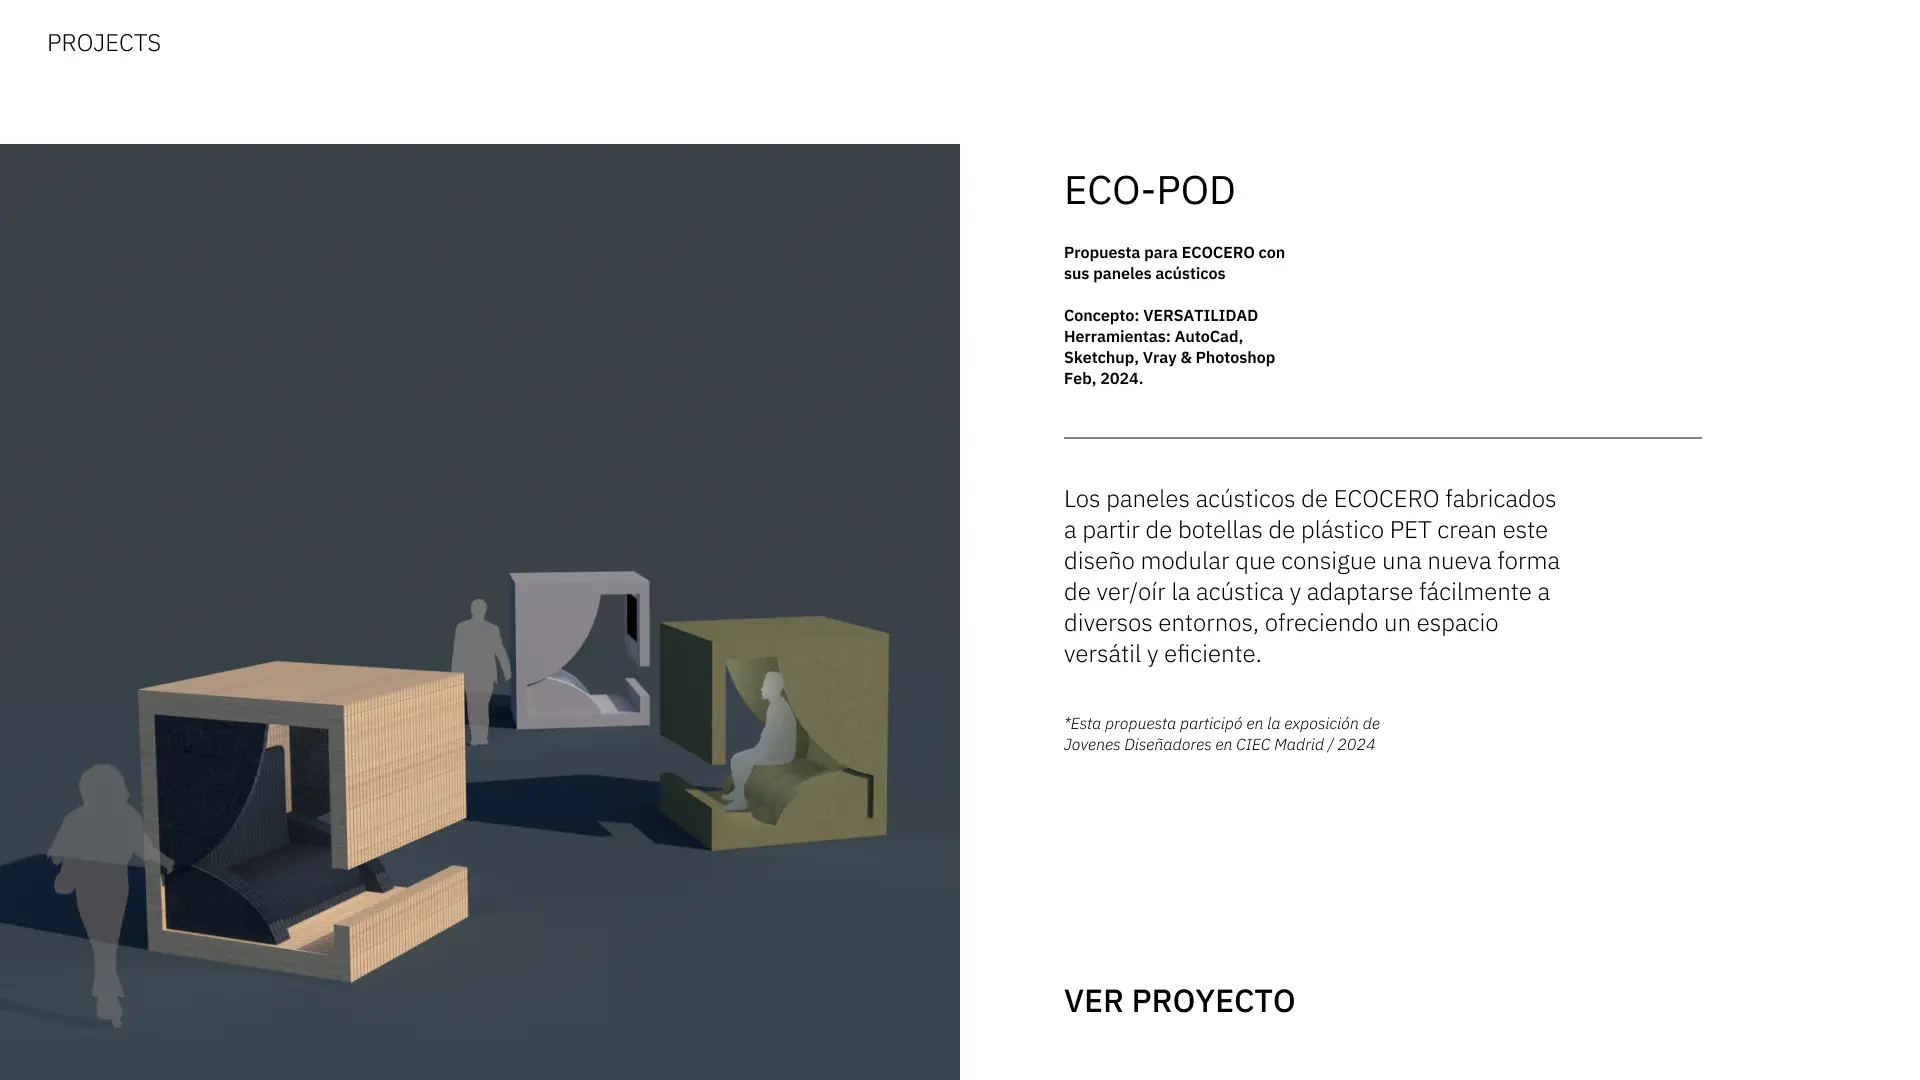 PROJECTS
ECO-POD
Propuesta para ECOCERO con
sus paneles acústicos
Concepto: VERSATILIDAD
Herramientas: AutoCad,
Sketchup, Vray & Photoshop
Feb, 2024.
Los paneles acústicos de ECOCERO fabricados
a partir de botellas de plástico PET crean este
diseño modular que consigue una nueva forma
de ver/oír la acústica y adaptarse fácilmente a
diversos entornos, ofreciendo un espacio
versátil y eficiente.
*Esta propuesta participó en la exposición de
Jovenes Diseñadores en CIEC Madrid / 2024
VER PROYECTO